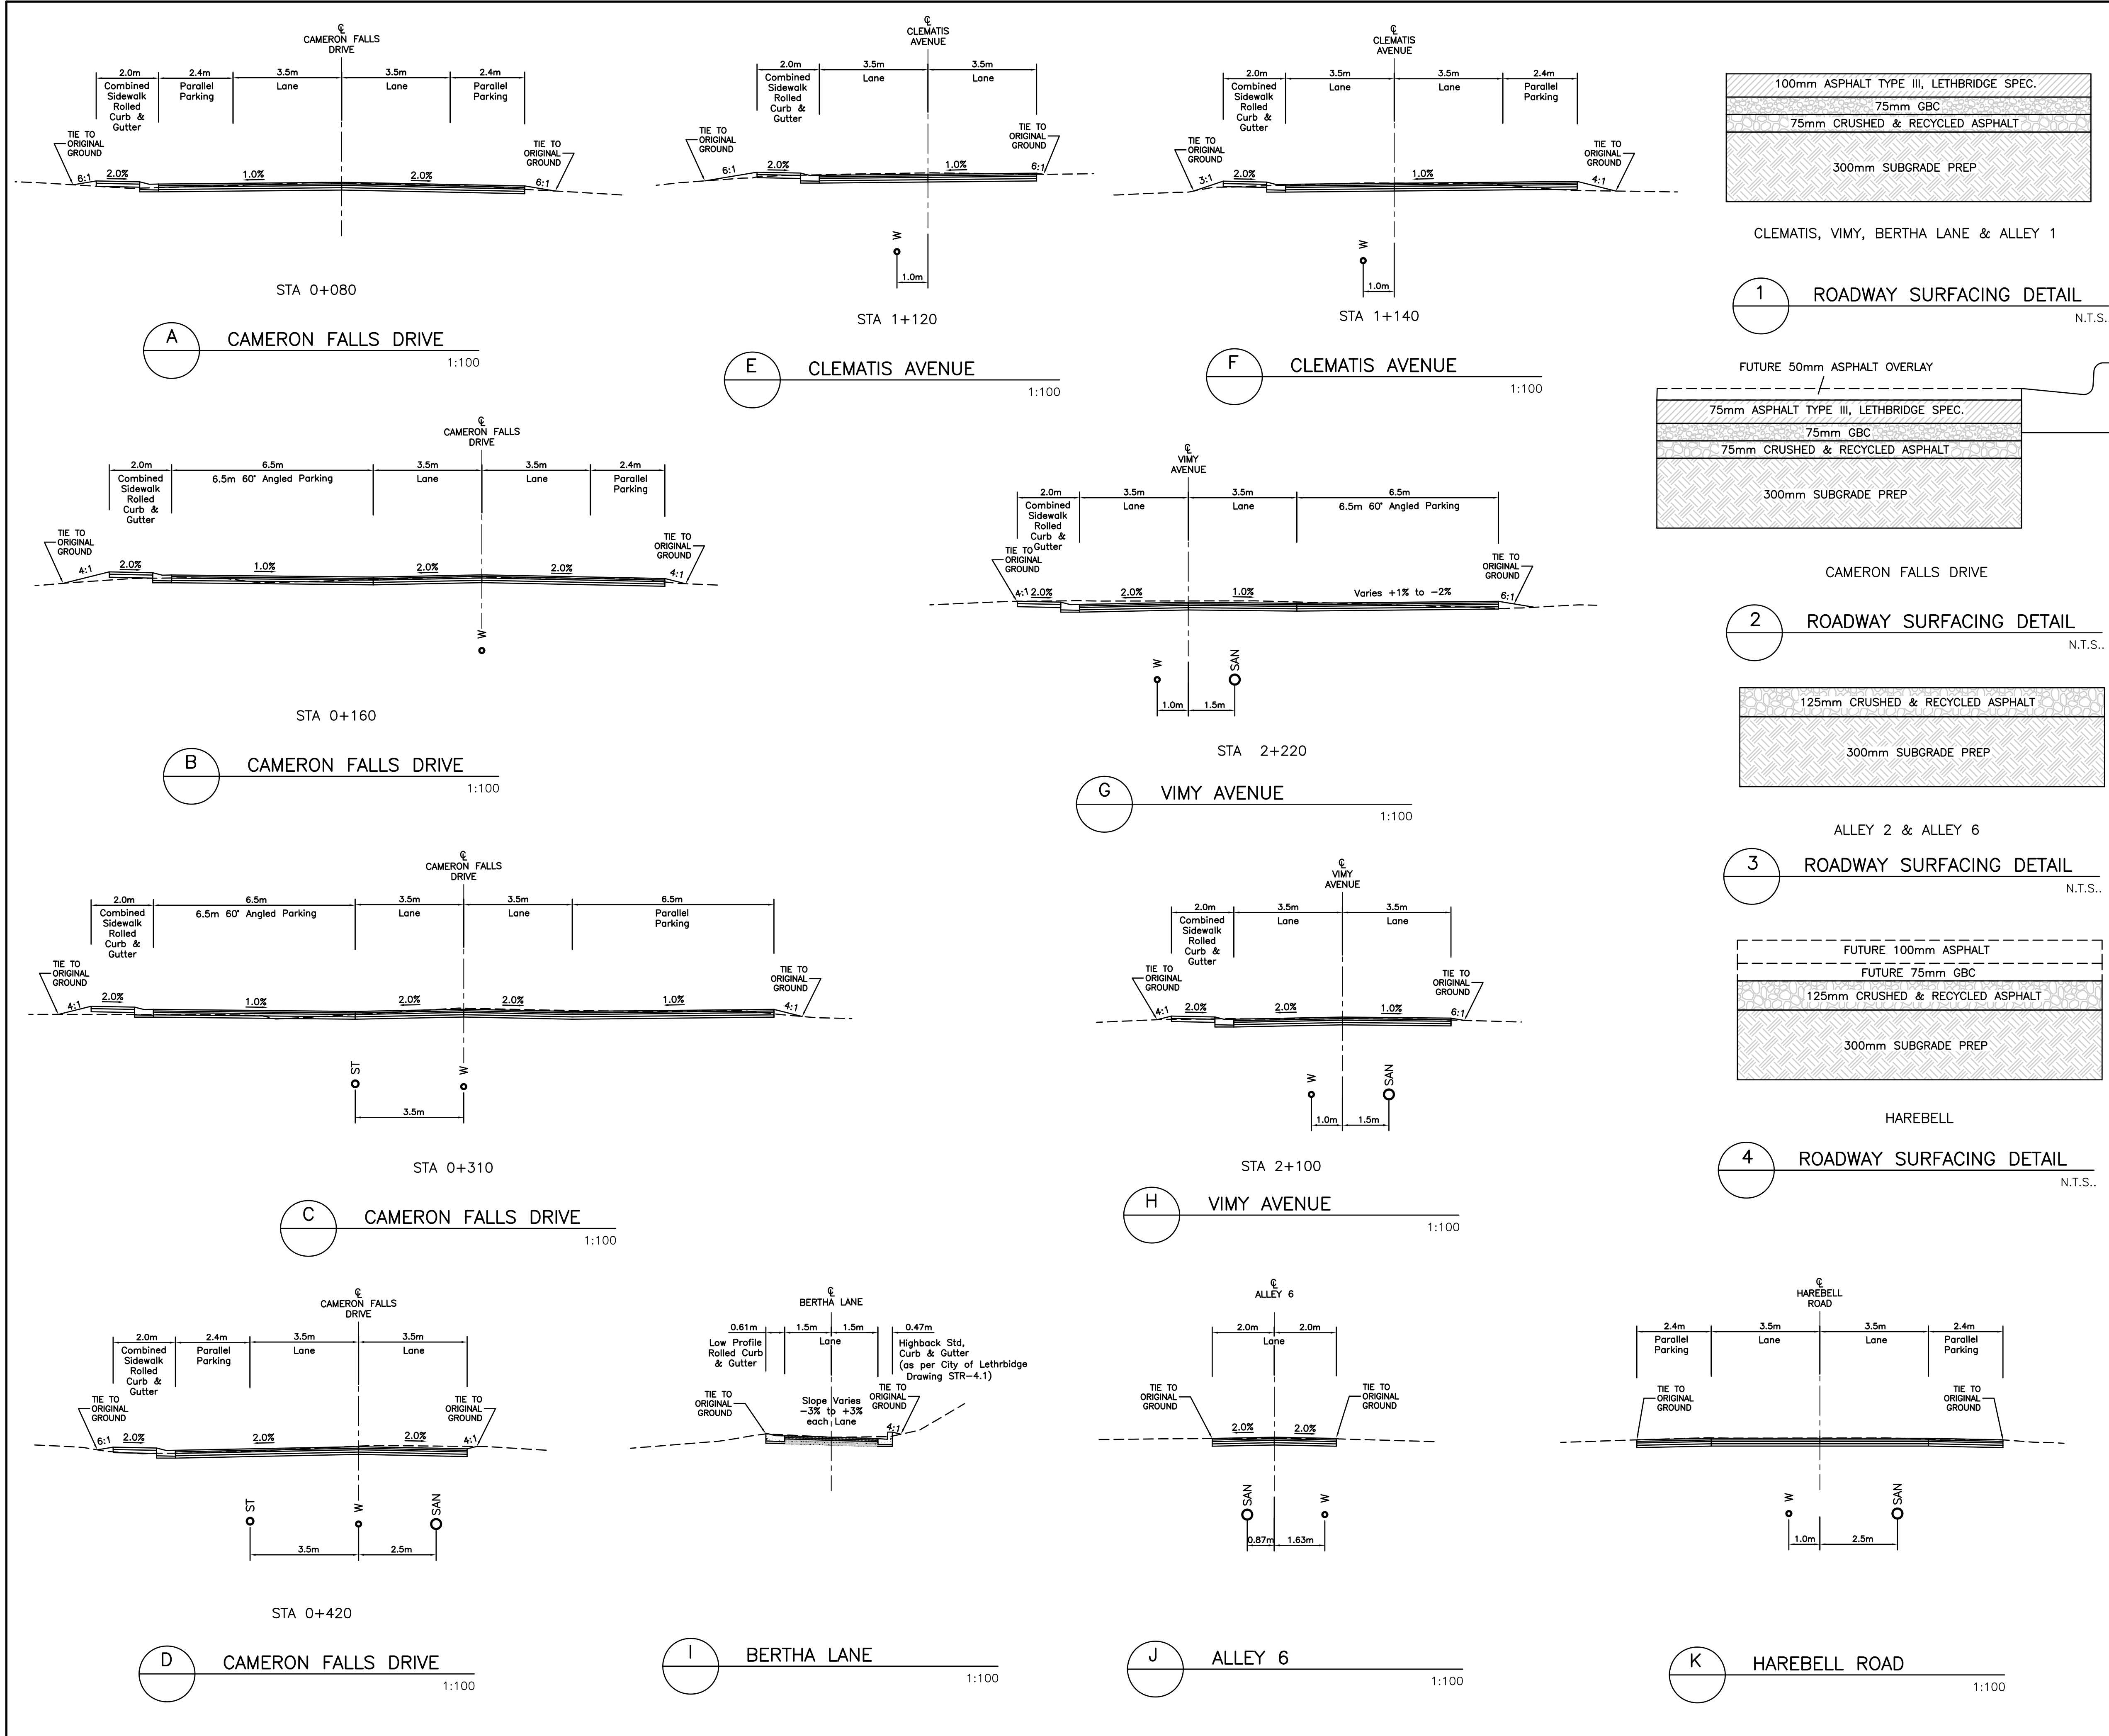 ℄
CAMERON FALLS
DRIVE
2.0m 2.4m 3.5m 3.5m 2.4m
Combined
Sidewalk
Rolled
Curb &
Gutter
Parallel
Parking
Lane
Lane
Parallel
Parking
TIE TO
ORIGINAL
GROUND
TIE TO
ORIGINAL
GROUND
6:1 2.0% 1.0% 2.0% 6:1
STA 0+080
A CAMERON FALLS DRIVE
1:100
℄
CLEMATIS
AVENUE
2.0m 3.5m 3.5m
Combined
Sidewalk
Rolled
Curb &
Gutter
Lane
Lane
TIE TO
ORIGINAL
GROUND
TIE TO
ORIGINAL
GROUND
6:1 2.0% 1.0% 6:1
W
1.0m
STA 1+120
E CLEMATIS AVENUE
1:100
℄
CLEMATIS
AVENUE
2.0m 3.5m 3.5m 2.4m
Combined
Sidewalk
Rolled
Curb &
Gutter
Lane
Lane
Parallel
Parking
TIE TO
ORIGINAL
GROUND
TIE TO
ORIGINAL
GROUND
3:1 2.0% 1.0% 4:1
W
1.0m
STA 1+140
F CLEMATIS AVENUE
1:100
100mm ASPHALT TYPE III, LETHBRIDGE SPEC.
75mm GBC
75mm CRUSHED & RECYCLED ASPHALT
300mm SUBGRADE PREP
CLEMATIS, VIMY, BERTHA LANE & ALLEY 1
1 ROADWAY SURFACING DETAIL
N.T.S.
℄
CAMERON FALLS
DRIVE
2.0m 6.5m 3.5m 3.5m 2.4m
Combined
Sidewalk
Rolled
Curb &
Gutter
6.5m 60° Angled Parking
Lane
Lane
Parallel
Parking
TIE TO
ORIGINAL
GROUND
TIE TO
ORIGINAL
GROUND
4:1 2.0% 1.0% 2.0% 2.0% 4:1
W
STA 0+160
B CAMERON FALLS DRIVE
1:100
℄
VIMY
AVENUE
2.0m 3.5m 3.5m 6.5m
Combined
Sidewalk
Rolled
Curb &
Gutter
Lane
Lane
6.5m 60° Angled Parking
TIE TO
ORIGINAL
GROUND
TIE TO
ORIGINAL
GROUND
4:1 2.0% 2.0% 1.0% Varies +1% to -2% 6:1
W SAN
1.0m 1.5m
STA 2+220
G VIMY AVENUE
1:100
FUTURE 50mm ASPHALT OVERLAY
75mm ASPHALT TYPE III, LETHBRIDGE SPEC.
75mm GBC
75mm CRUSHED & RECYCLED ASPHALT
300mm SUBGRADE PREP
CAMERON FALLS DRIVE
2 ROADWAY SURFACING DETAIL
N.T.S..
125mm CRUSHED & RECYCLED ASPHALT
300mm SUBGRADE PREP
ALLEY 2 & ALLEY 6
3 ROADWAY SURFACING DETAIL
N.T.S..
℄
CAMERON FALLS
DRIVE
2.0m 6.5m 3.5m 3.5m 6.5m
Combined
Sidewalk
Rolled
Curb &
Gutter
6.5m 60° Angled Parking
Lane
Lane
Parallel
Parking
TIE TO
ORIGINAL
GROUND
TIE TO
ORIGINAL
GROUND
4:1 2.0% 1.0% 2.0% 2.0% 1.0% 4:1
ST W
3.5m
STA 0+310
C CAMERON FALLS DRIVE
1:100
℄
VIMY
AVENUE
2.0m 3.5m 3.5m
Combined
Sidewalk
Rolled
Curb &
Gutter
Lane
Lane
TIE TO
ORIGINAL
GROUND
TIE TO
ORIGINAL
GROUND
4:1 2.0% 2.0% 1.0% 6:1
W SAN
1.0m 1.5m
STA 2+100
H VIMY AVENUE
1:100
FUTURE 100mm ASPHALT
FUTURE 75mm GBC
125mm CRUSHED & RECYCLED ASPHALT
300mm SUBGRADE PREP
HAREBELL
4 ROADWAY SURFACING DETAIL
N.T.S..
℄
CAMERON FALLS
DRIVE
2.0m 2.4m 3.5m 3.5m
Combined
Sidewalk
Rolled
Curb &
Gutter
Parallel
Parking
Lane
Lane
TIE TO
ORIGINAL
GROUND
TIE TO
ORIGINAL
GROUND
6:1 2.0% 2.0% 2.0% 4:1
ST W SAN
3.5m 2.5m
STA 0+420
D CAMERON FALLS DRIVE
1:100
℄
BERTHA LANE
0.61m 1.5m 1.5m 0.47m
Low Profile
Rolled Curb
& Gutter
Lane
Highback Std,
Curb & Gutter
(as per City of Lethrbidge
Drawing STR-4.1)
TIE TO
ORIGINAL
GROUND
Slope Varies
-3% to +3%
each Lane
TIE TO
ORIGINAL
GROUND
4:1
I BERTHA LANE
1:100
℄
ALLEY 6
2.0m 2.0m
Lane
TIE TO
ORIGINAL
GROUND
TIE TO
ORIGINAL
GROUND
2.0% 2.0%
SAN W
0.87m 1.63m
J ALLEY 6
1:100
℄
HAREBELL
ROAD
2.4m 3.5m 3.5m 2.4m
Parallel
Parking
Lane
Lane
Parallel
Parking
TIE TO
ORIGINAL
GROUND
TIE TO
ORIGINAL
GROUND
W SAN
1.0m 2.5m
K HAREBELL ROAD
1:100